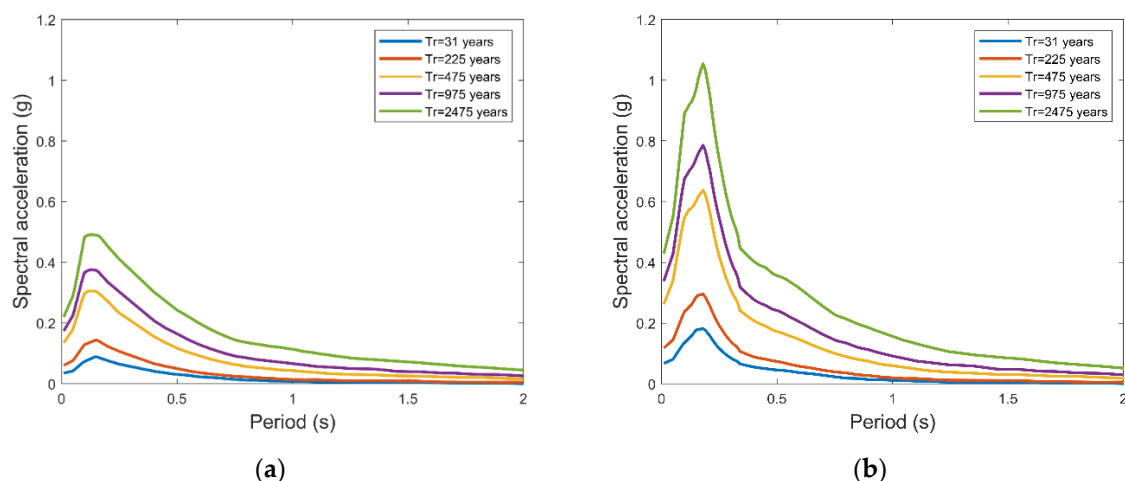 1.2
1
0.8
0.6
0.4
0.2
0
Spectral acceleration (g)
Tr=31 years
Tr=225 years
Tr=475 years
Tr=975 years
Tr=2475 years
0 0.5 1 1.5 2
Period (s)
(a)
1.2
1
0.8
0.6
0.4
0.2
0
Spectral acceleration (g)
Tr=31 years
Tr=225 years
Tr=475 years
Tr=975 years
Tr=2475 years
0 0.5 1 1.5 2
Period (s)
(b)